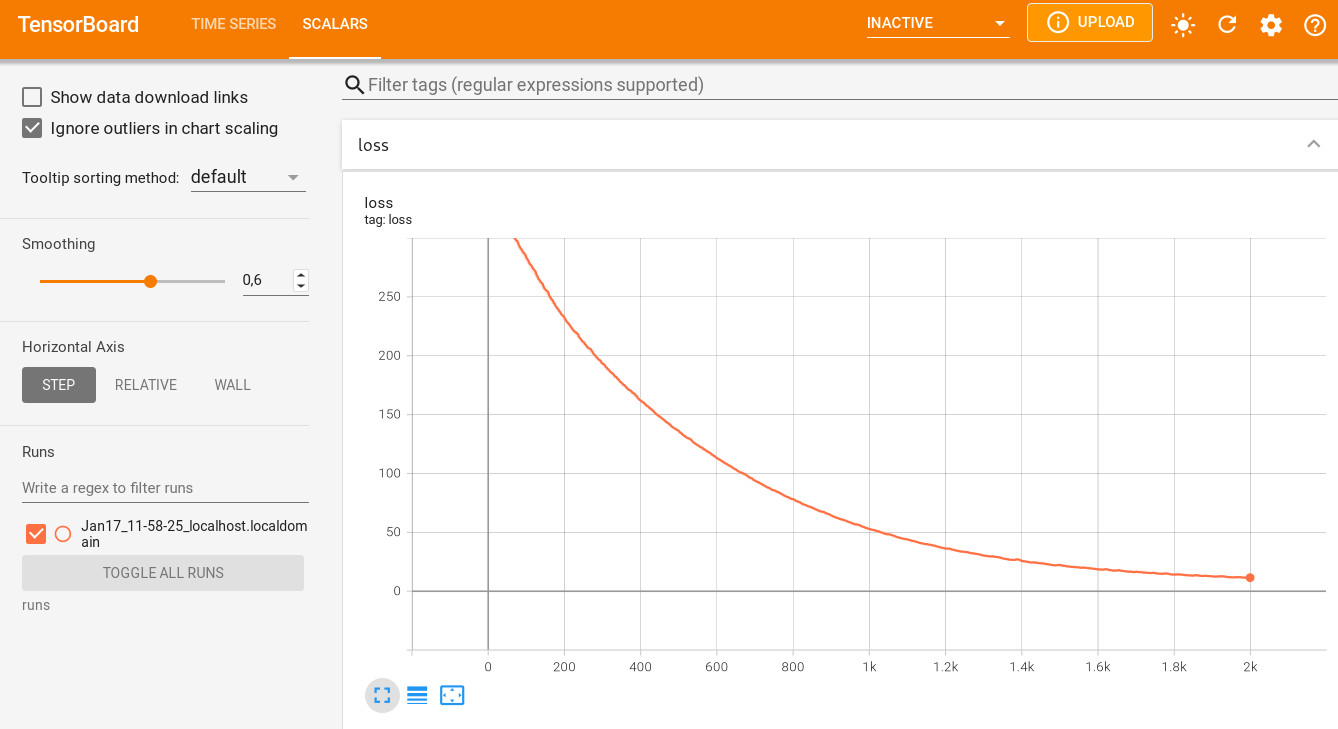 TensorBoard
TIME SERIES
SCALARS
INACTIVE
UPLOAD
Show data download links
Ignore outliers in chart scaling
Tooltip sorting method: default
Smoothing
0,6
Horizontal Axis
STEP RELATIVE WALL
Runs
Write a regex to filter runs
Jan17_11-58-25_localhost.localdom
ain
TOGGLE ALL RUNS
runs
Filter tags (regular expressions supported)
loss
loss
tag: loss
250
200
150
100
50
0
0 200 400 600 800 1k 1.2k 1.4k 1.6k 1.8k 2k